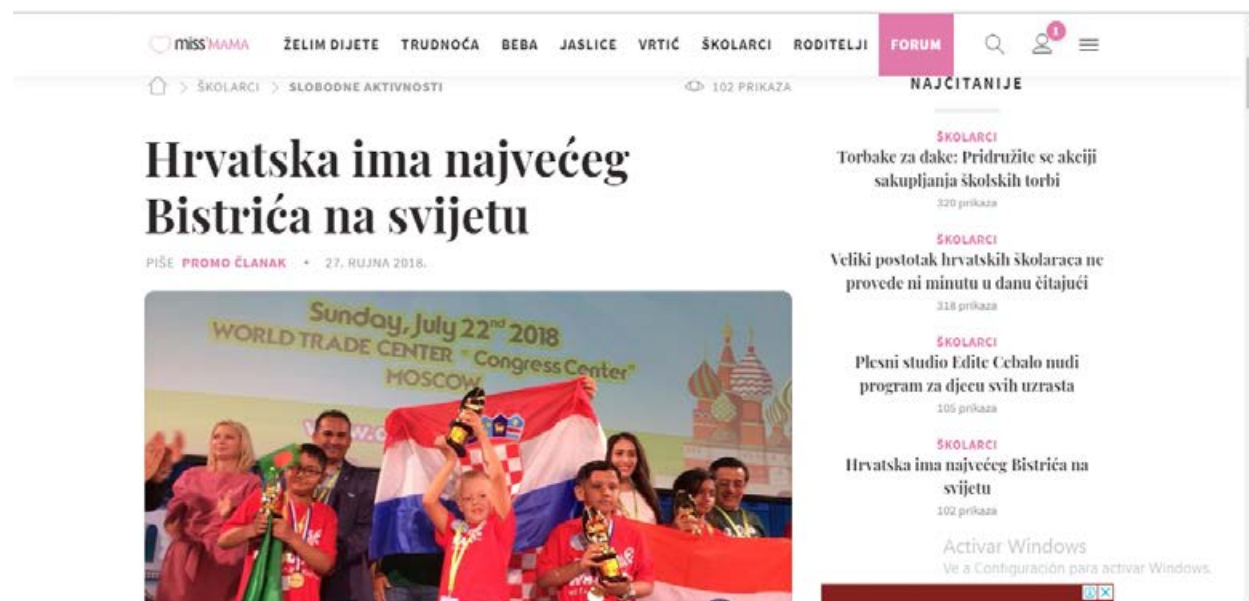 miss'MAMA ŽELIM DIJETE TRUDNOĆA BEBA JASLICE VRTIĆ ŠKOLARCI RODITELJI FORUM 1
> ŠKOLARCI > SLOBODNE AKTIVNOSTI 102 PRIKAZA
Hrvatska ima najvećeg
Bistrića na svijetu
PIŠE PROMO ČLANAK • 27. RUJNA 2018.
Sunday, July 22nd 2018
WORLD TRADE CENTER "Congress Center"
MOSCOW
NAJČITANIJE
ŠKOLARCI
Torbake za đake: Pridružite se akciji
sakupljanja školskih torbi
320 prikaza
ŠKOLARCI
Veliki postotak hrvatskih školaraca ne
provede ni minutu u danu čitajući
318 prikaza
ŠKOLARCI
Plesni studio Edite Cebalo nudi
program za djecu svih uzrasta
105 prikaza
ŠKOLARCI
Hrvatska ima najvećeg Bistrića na
svijetu
102 prikaza
Activar Windows
Ve a Configuración para activar Windows.